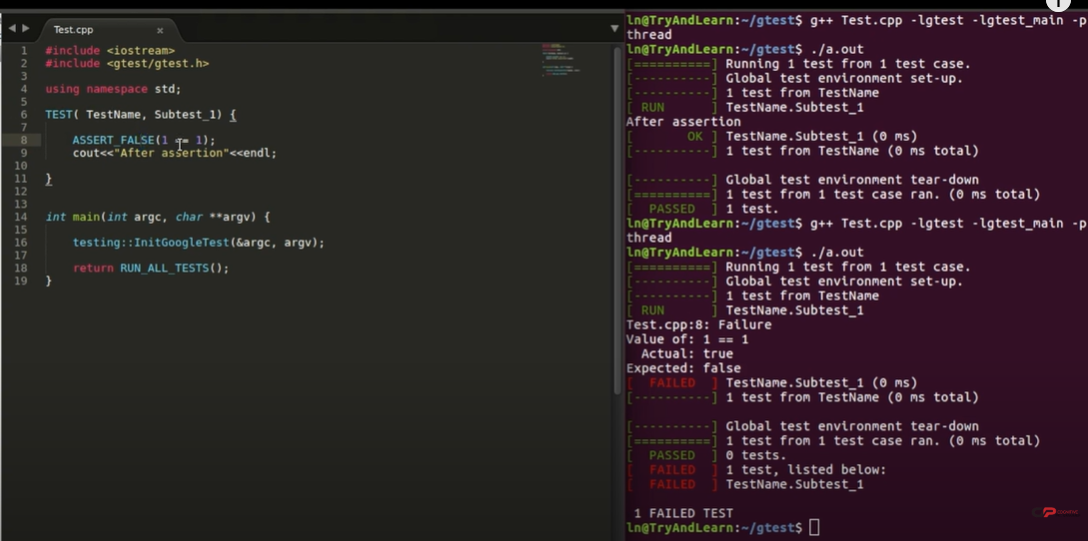 Test.cpp ×
1 #include <iostream>
2 #include <gtest/gtest.h>
3
4 using namespace std;
5
6 TEST( TestName, Subtest_1) {
7
8 ASSERT_FALSE(1 == 1);
9 cout<<"After assertion"<<endl;
10
11 }
12
13
14 int main(int argc, char **argv) {
15
16 testing::InitGoogleTest(&argc, argv);
17
18 return RUN_ALL_TESTS();
19 }
ln@TryAndLearn:~/gtest$ g++ Test.cpp -lgtest -lgtest_main -p
thread
ln@TryAndLearn:~/gtest$ ./a.out
[==========] Running 1 test from 1 test case.
[----------] Global test environment set-up.
[----------] 1 test from TestName
[ RUN      ] TestName.Subtest_1
After assertion
[       OK ] TestName.Subtest_1 (0 ms)
[----------] 1 test from TestName (0 ms total)

[----------] Global test environment tear-down
[==========] 1 test from 1 test case ran. (0 ms total)
[  PASSED  ] 1 test.
ln@TryAndLearn:~/gtest$ g++ Test.cpp -lgtest -lgtest_main -p
thread
ln@TryAndLearn:~/gtest$ ./a.out
[==========] Running 1 test from 1 test case.
[----------] Global test environment set-up.
[----------] 1 test from TestName
[ RUN      ] TestName.Subtest_1
Test.cpp:8: Failure
Value of: 1 == 1
  Actual: true
Expected: false
[  FAILED  ] TestName.Subtest_1 (0 ms)
[----------] 1 test from TestName (0 ms total)

[----------] Global test environment tear-down
[==========] 1 test from 1 test case ran. (0 ms total)
[  PASSED  ] 0 tests.
[  FAILED  ] 1 test, listed below:
[  FAILED  ] TestName.Subtest_1

 1 FAILED TEST
ln@TryAndLearn:~/gtest$